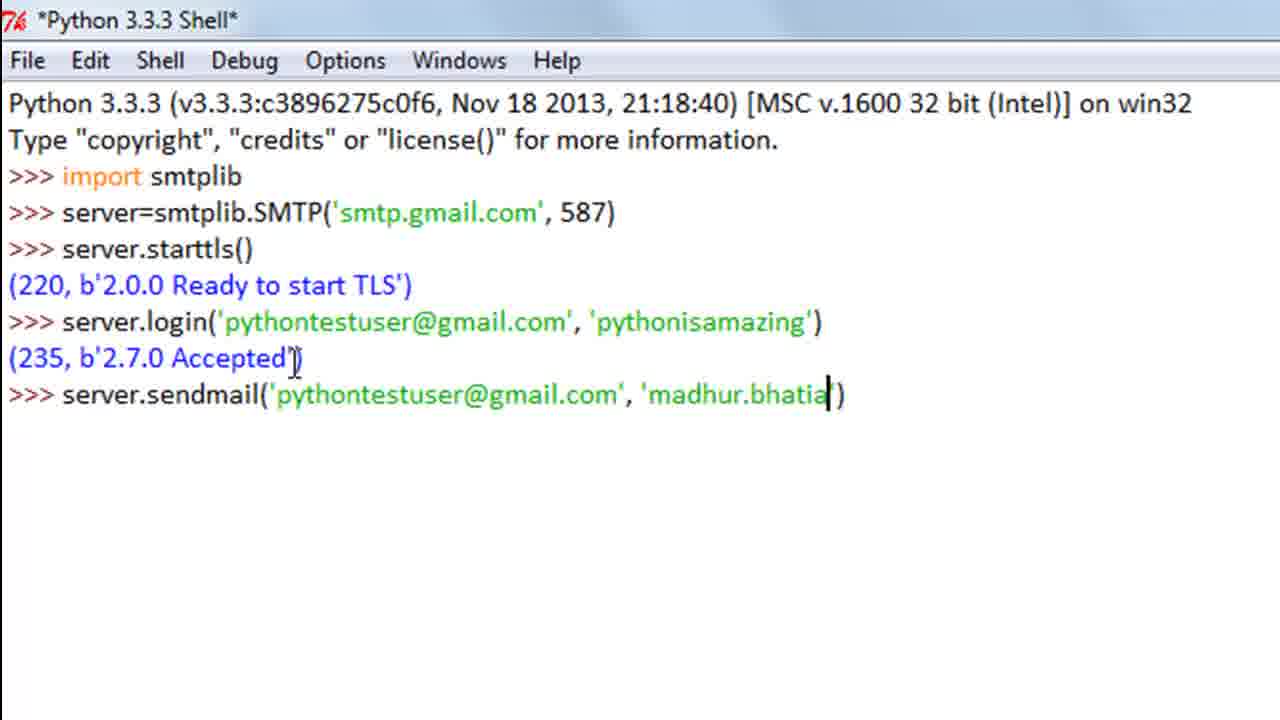 *Python 3.3.3 Shell*
File Edit Shell Debug Options Windows Help
Python 3.3.3 (v3.3.3:c3896275c0f6, Nov 18 2013, 21:18:40) [MSC v.1600 32 bit (Intel)] on win32
Type "copyright", "credits" or "license()" for more information.
>>> import smtplib
>>> server=smtplib.SMTP('smtp.gmail.com', 587)
>>> server.starttls()
(220, b'2.0.0 Ready to start TLS')
>>> server.login('pythontestuser@gmail.com', 'pythonisamazing')
(235, b'2.7.0 Accepted')
>>> server.sendmail('pythontestuser@gmail.com', 'madhur.bhatia')